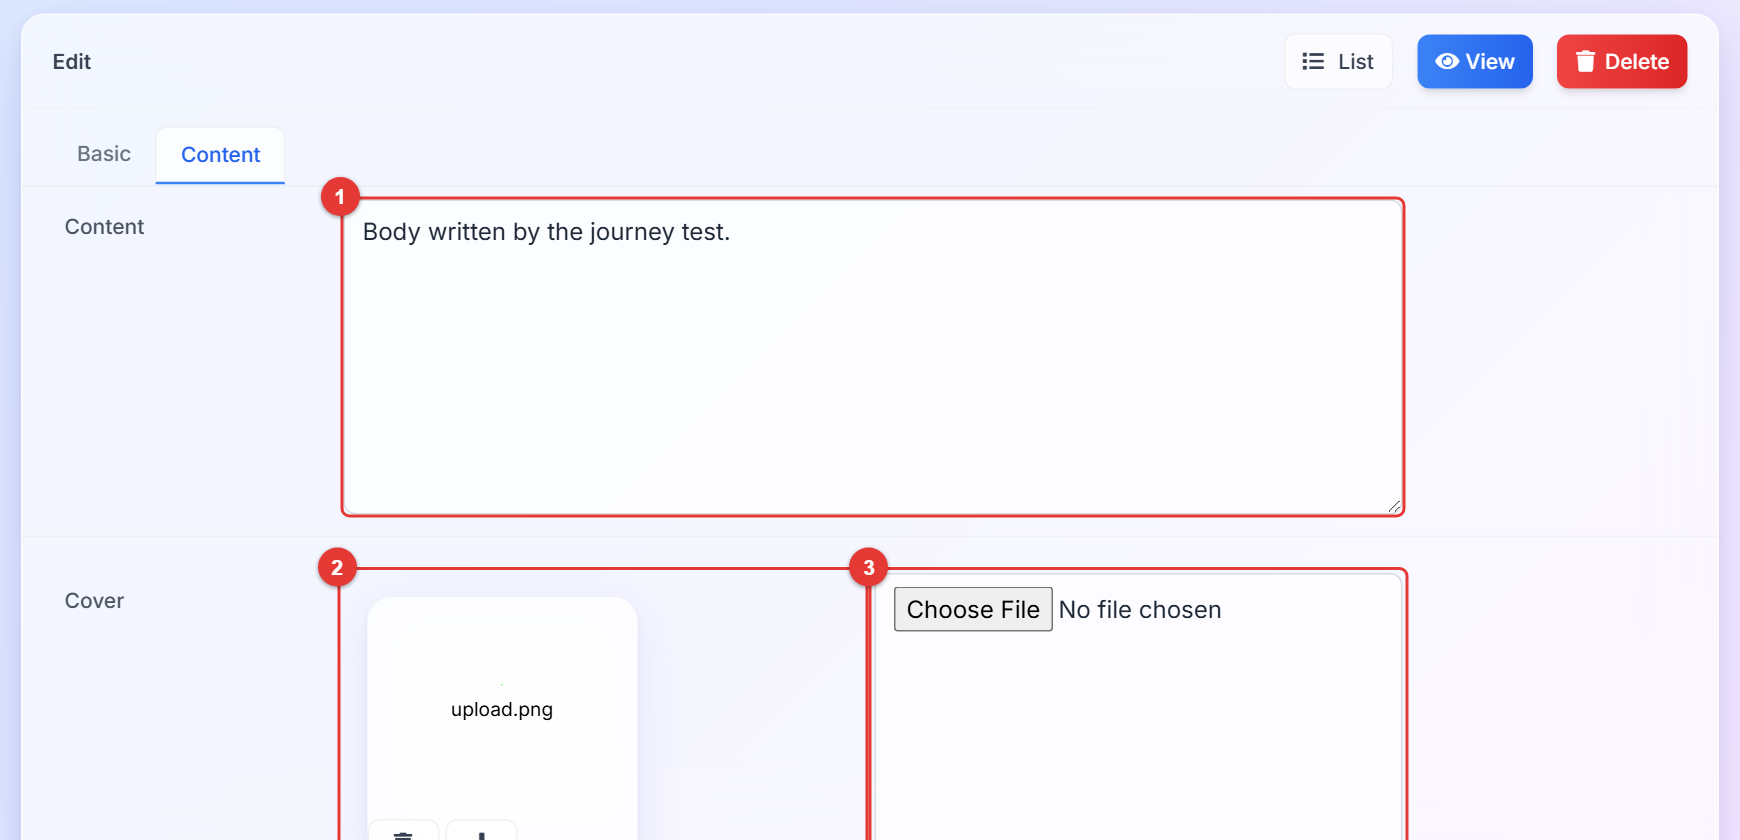 Edit
List
View
Delete
Basic
Content
1
Content
Body written by the journey test.
2
3
Cover
Choose File
No file chosen
upload.png